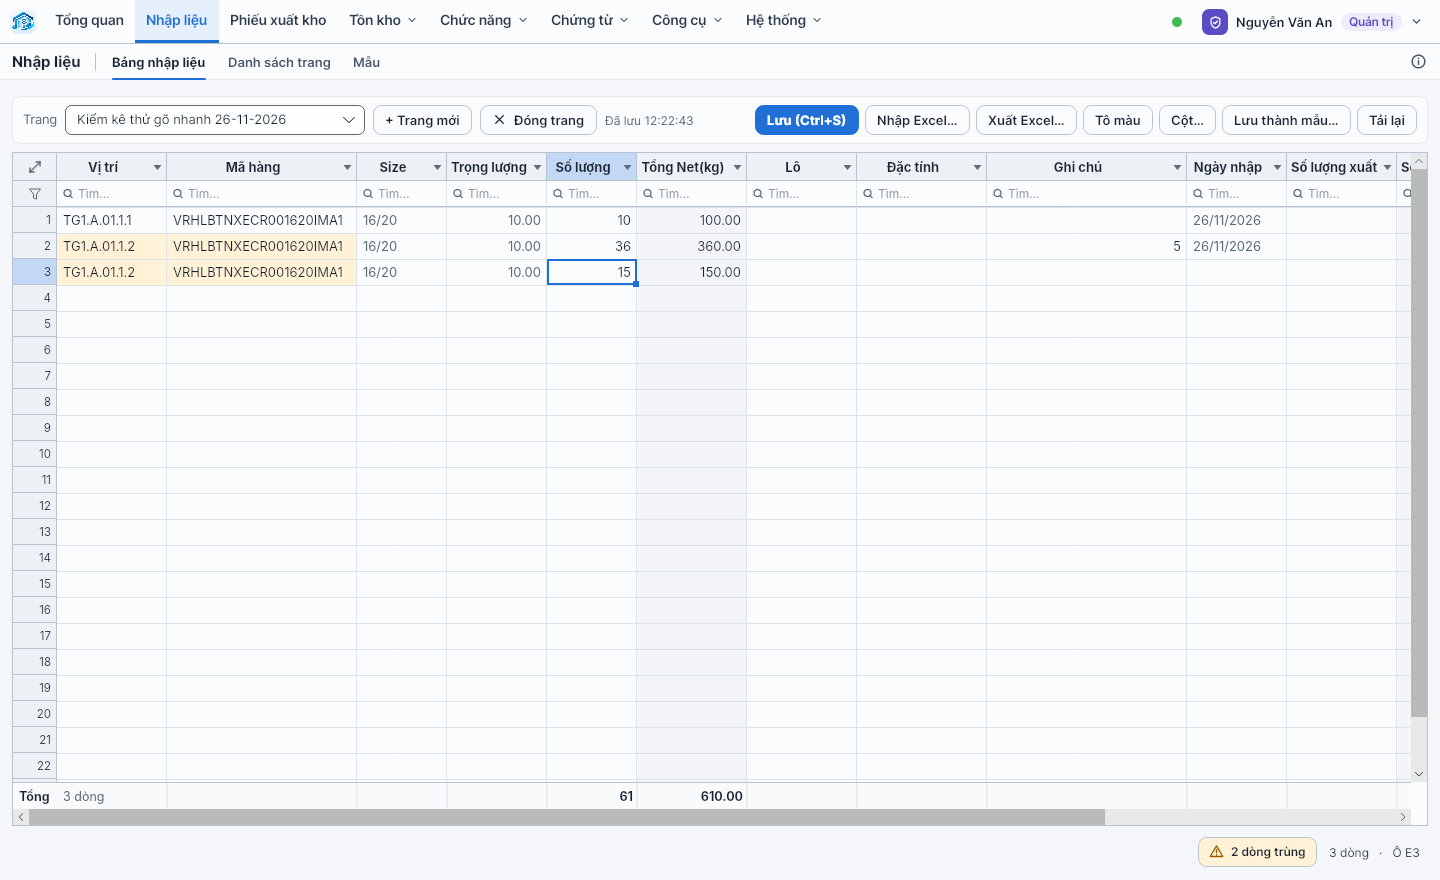 Tổng quan Nhập liệu Phiếu xuất kho Tồn kho Chức năng Chứng từ Công cụ Hệ thống Nguyễn Văn An Quản trị
Nhập liệu Bảng nhập liệu Danh sách trang Mẫu
Trang Kiểm kê thử gõ nhanh 26-11-2026 + Trang mới Đóng trang Đã lưu 12:22:43 Lưu (Ctrl+S) Nhập Excel... Xuất Excel... Tô màu Cột... Lưu thành mẫu... Tải lại
Vị trí Mã hàng Size Trọng lượng Số lượng Tổng Net(kg) Lô Đặc tính Ghi chú Ngày nhập Số lượng xuất
Tìm... Tìm... Tìm... Tìm... Tìm... Tìm... Tìm... Tìm... Tìm... Tìm... Tìm...
1 TG1.A.01.1.1 VRHLBTNXECR001620IMA1 16/20 10.00 10 100.00 26/11/2026
2 TG1.A.01.1.2 VRHLBTNXECR001620IMA1 16/20 10.00 36 360.00 5 26/11/2026
3 TG1.A.01.1.2 VRHLBTNXECR001620IMA1 16/20 10.00 15 150.00
4
5
6
7
8
9
10
11
12
13
14
15
16
17
18
19
20
21
22
Tổng 3 dòng 61 610.00
2 dòng trùng 3 dòng · Ô E3